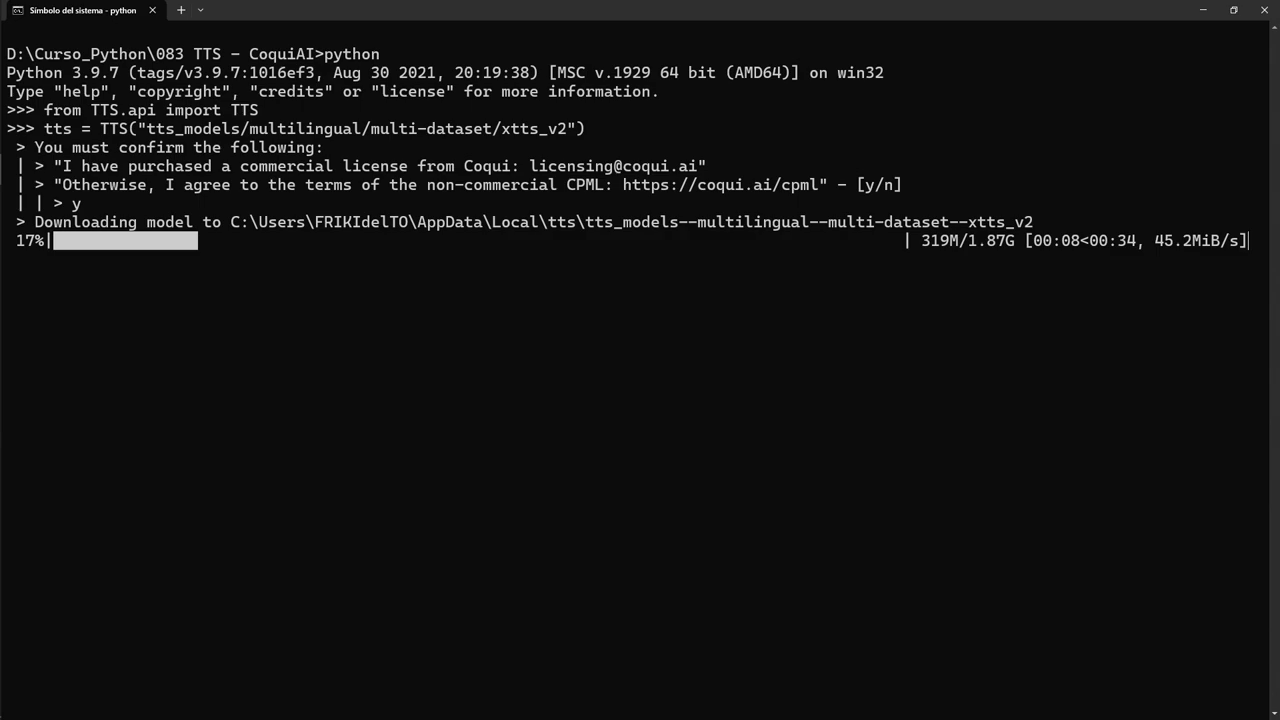 Símbolo del sistema - python
D:\Curso_Python\083 TTS - CoquiAI>python
Python 3.9.7 (tags/v3.9.7:1016ef3, Aug 30 2021, 20:19:38) [MSC v.1929 64 bit (AMD64)] on win32
Type "help", "copyright", "credits" or "license" for more information.
>>> from TTS.api import TTS
>>> tts = TTS("tts_models/multilingual/multi-dataset/xtts_v2")
 > You must confirm the following:
 | > "I have purchased a commercial license from Coqui: licensing@coqui.ai"
 | > "Otherwise, I agree to the terms of the non-commercial CPML: https://coqui.ai/cpml" - [y/n]
 | | > y
 > Downloading model to C:\Users\FRIKIdelTO\AppData\Local\tts\tts_models--multilingual--multi-dataset--xtts_v2
 17%| | 319M/1.87G [00:08<00:34, 45.2MiB/s]